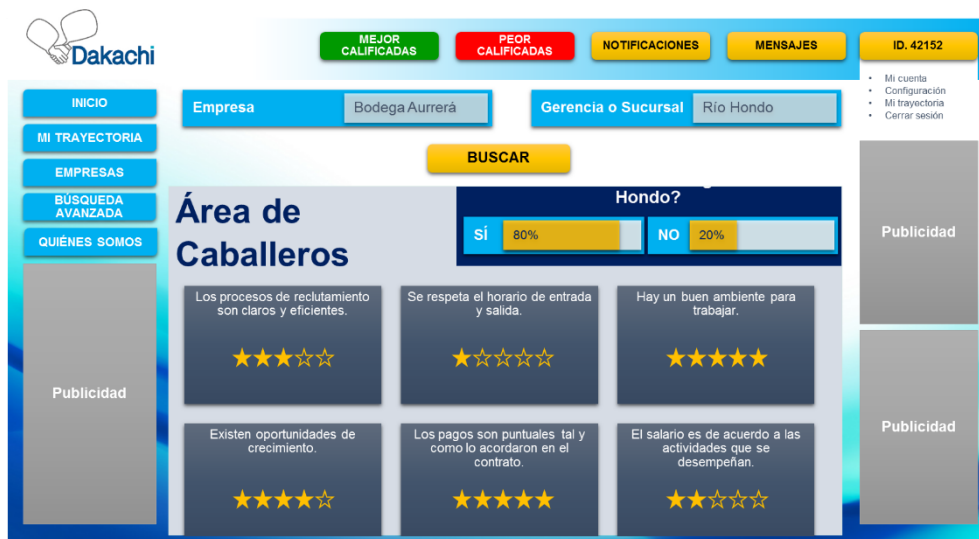 Dakachi
MEJOR
CALIFICADAS
PEOR
CALIFICADAS
NOTIFICACIONES
MENSAJES
ID. 42152
• Mi cuenta
• Configuración
• Mi trayectoria
• Cerrar sesión
INICIO
MI TRAYECTORIA
EMPRESAS
BÚSQUEDA
AVANZADA
QUIÉNES SOMOS
Publicidad
Empresa
Bodega Aurrerá
Gerencia o Sucursal
Río Hondo
BUSCAR
Área de
Caballeros
Hondo?
SÍ
80%
NO
20%
Los procesos de reclutamiento
son claros y eficientes.
Se respeta el horario de entrada
y salida.
Hay un buen ambiente para
trabajar.
Existen oportunidades de
crecimiento.
Los pagos son puntuales tal y
como lo acordaron en el
contrato.
El salario es de acuerdo a las
actividades que se
desempeñan.
Publicidad
Publicidad